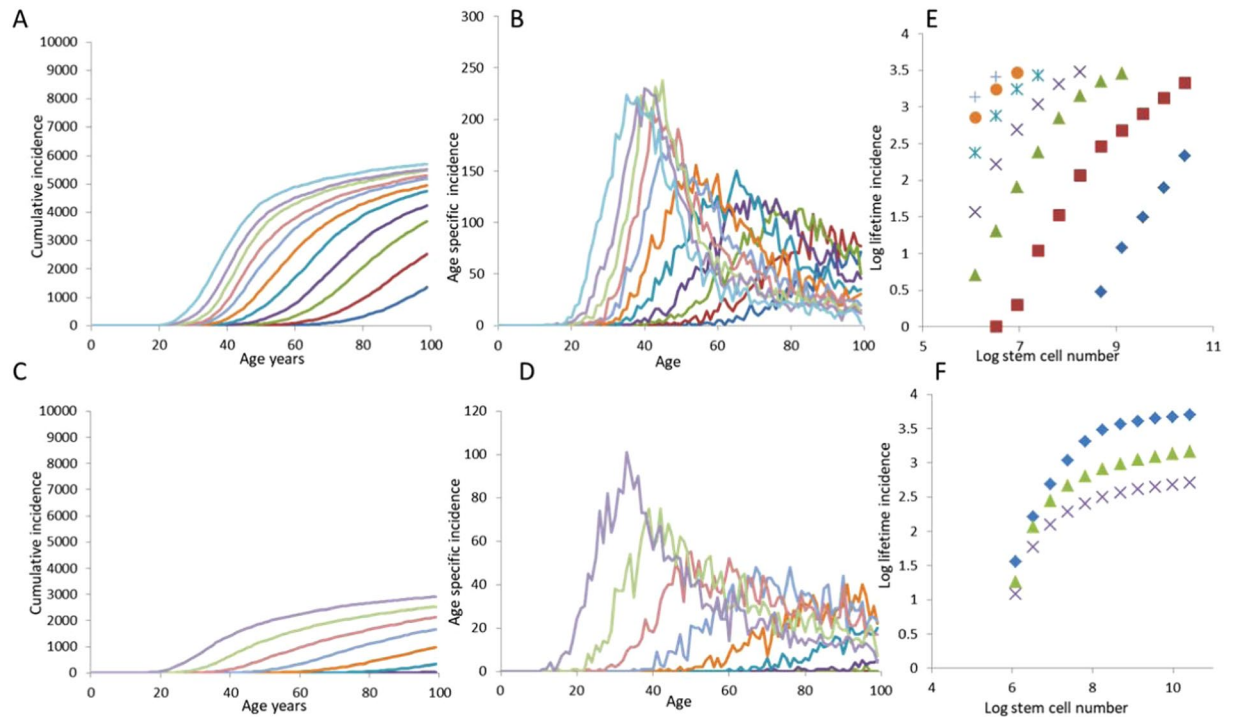 A
Cumulative incidence
10000
9000
8000
7000
6000
5000
4000
3000
2000
1000
0
0 20 40 60 80 100
Age years
B
Age specific incidence
300
250
200
150
100
50
0
0 20 40 60 80 100
Age
E
Log lifetime incidence
4
3.5
3
2.5
2
1.5
1
0.5
0
5 7 9 11
Log stem cell number
C
Cumulative incidence
10000
9000
8000
7000
6000
5000
4000
3000
2000
1000
0
0 20 40 60 80 100
Age years
D
Age specific incidence
120
100
80
60
40
20
0
0 20 40 60 80 100
Age
F
Log lifetime incidence
4
3.5
3
2.5
2
1.5
1
0.5
0
4 6 8 10
Log stem cell number